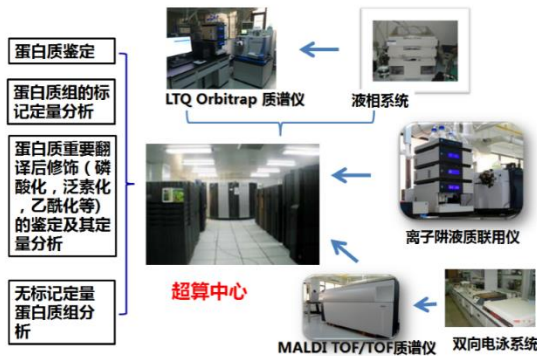 蛋白质鉴定
蛋白质组的标
记定量分析
蛋白质重要翻
译后修饰（磷
酸化，泛素化
，乙酰化等）
的鉴定及其定
量分析
无标记定量
蛋白质组分
析
LTQ Orbitrap 质谱仪
液相系统
离子阱液质联用仪
超算中心
MALDI TOF/TOF质谱仪
双向电泳系统